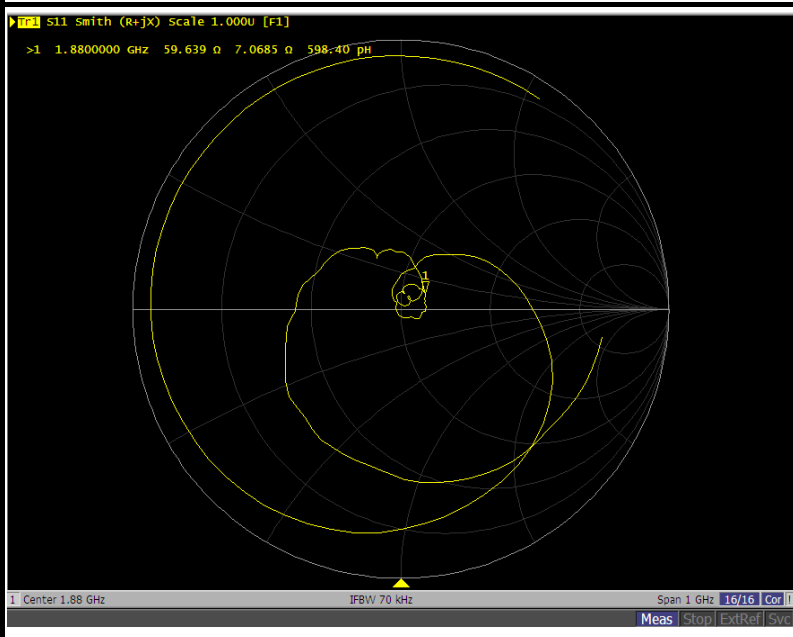 Tr1 S11 Smith (R+jX) Scale 1.000U [F1]
>1 1.8800000 GHz 59.639 Ω 7.0685 Ω 598.40 pH
1
1 Center 1.88 GHz IFBW 70 kHz Span 1 GHz 16/16 Cor !
Meas Stop ExtRef Svc